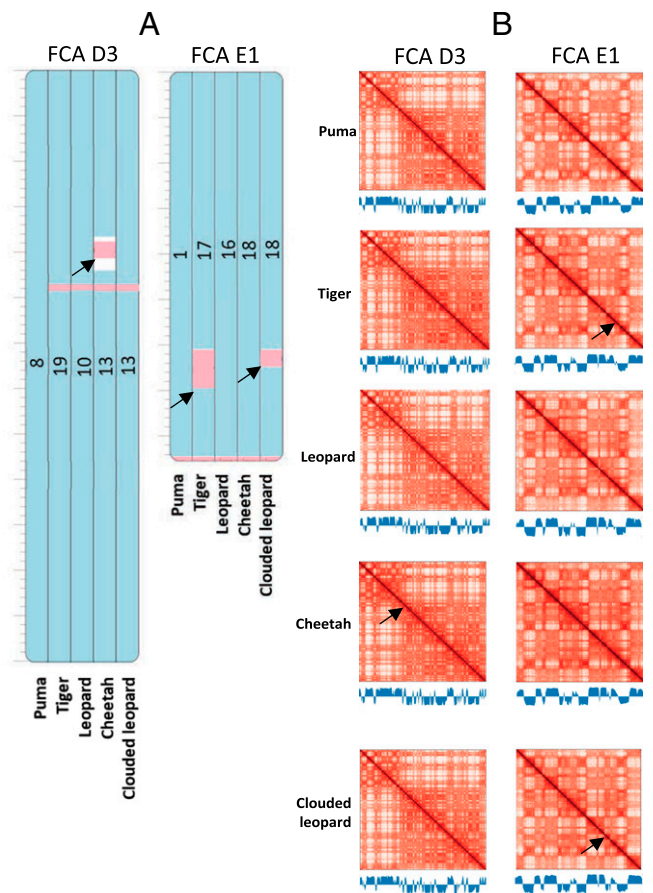 A
B
FCA D3
FCA E1
FCA D3
FCA E1
8
19
10
13
13
1
17
16
18
18
Puma
Tiger
Leopard
Cheetah
Clouded leopard
Puma
Tiger
Leopard
Cheetah
Clouded leopard
Puma
Tiger
Leopard
Cheetah
Clouded
leopard